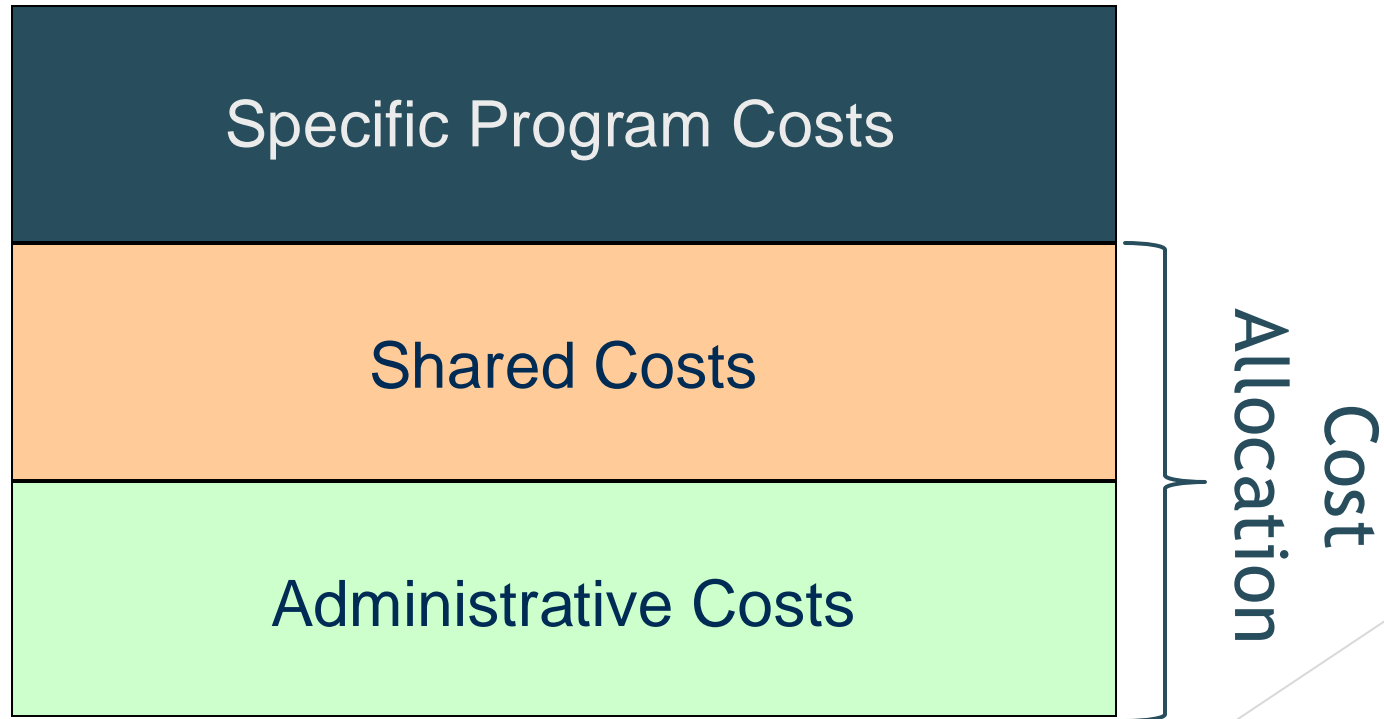 Specific Program Costs
Shared Costs
Administrative Costs
Cost
Allocation